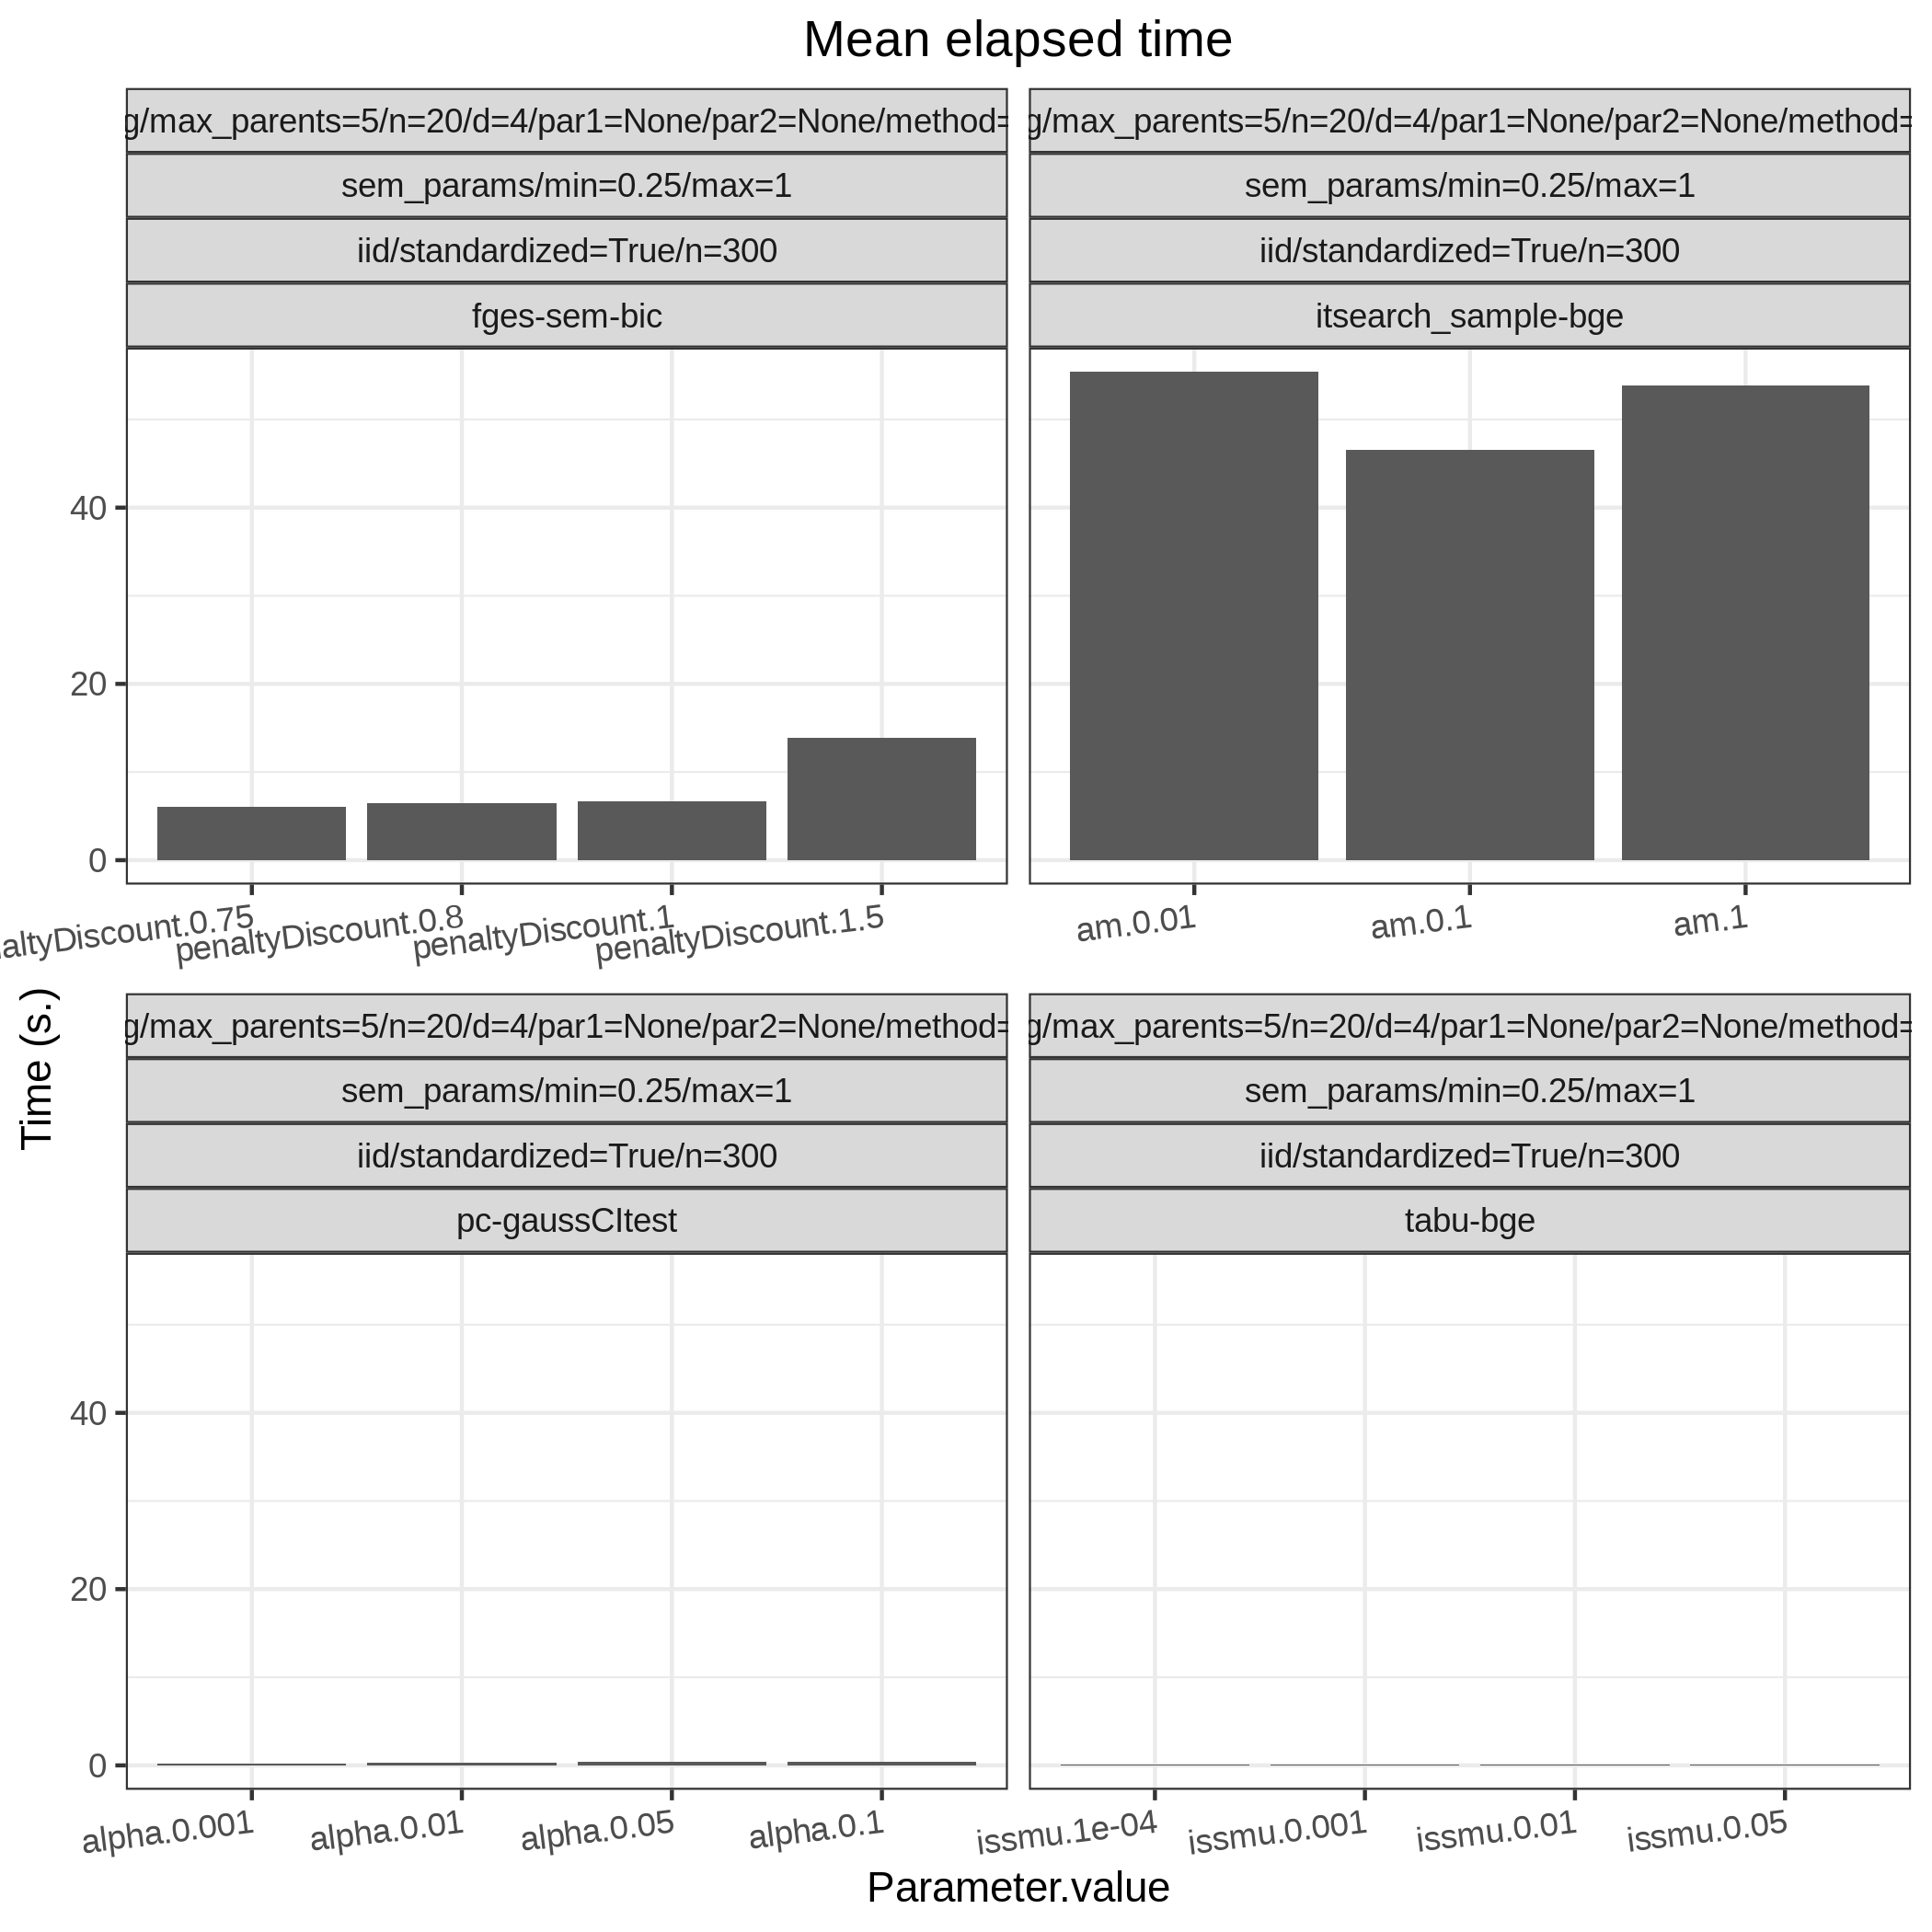 Mean elapsed time
g/max_parents=5/n=20/d=4/par1=None/par2=None/method=
g/max_parents=5/n=20/d=4/par1=None/par2=None/method=
sem_params/min=0.25/max=1
sem_params/min=0.25/max=1
iid/standardized=True/n=300
iid/standardized=True/n=300
fges-sem-bic
itsearch_sample-bge
40
20
0
altyDiscount.0.75
penaltyDiscount.0.8
penaltyDiscount.1
penaltyDiscount.1.5
am.0.01
am.0.1
am.1
Time (s.)
g/max_parents=5/n=20/d=4/par1=None/par2=None/method=
g/max_parents=5/n=20/d=4/par1=None/par2=None/method=
sem_params/min=0.25/max=1
sem_params/min=0.25/max=1
iid/standardized=True/n=300
iid/standardized=True/n=300
pc-gaussCItest
tabu-bge
40
20
0
alpha.0.001
alpha.0.01
alpha.0.05
alpha.0.1
issmu.1e-04
issmu.0.001
issmu.0.01
issmu.0.05
Parameter.value